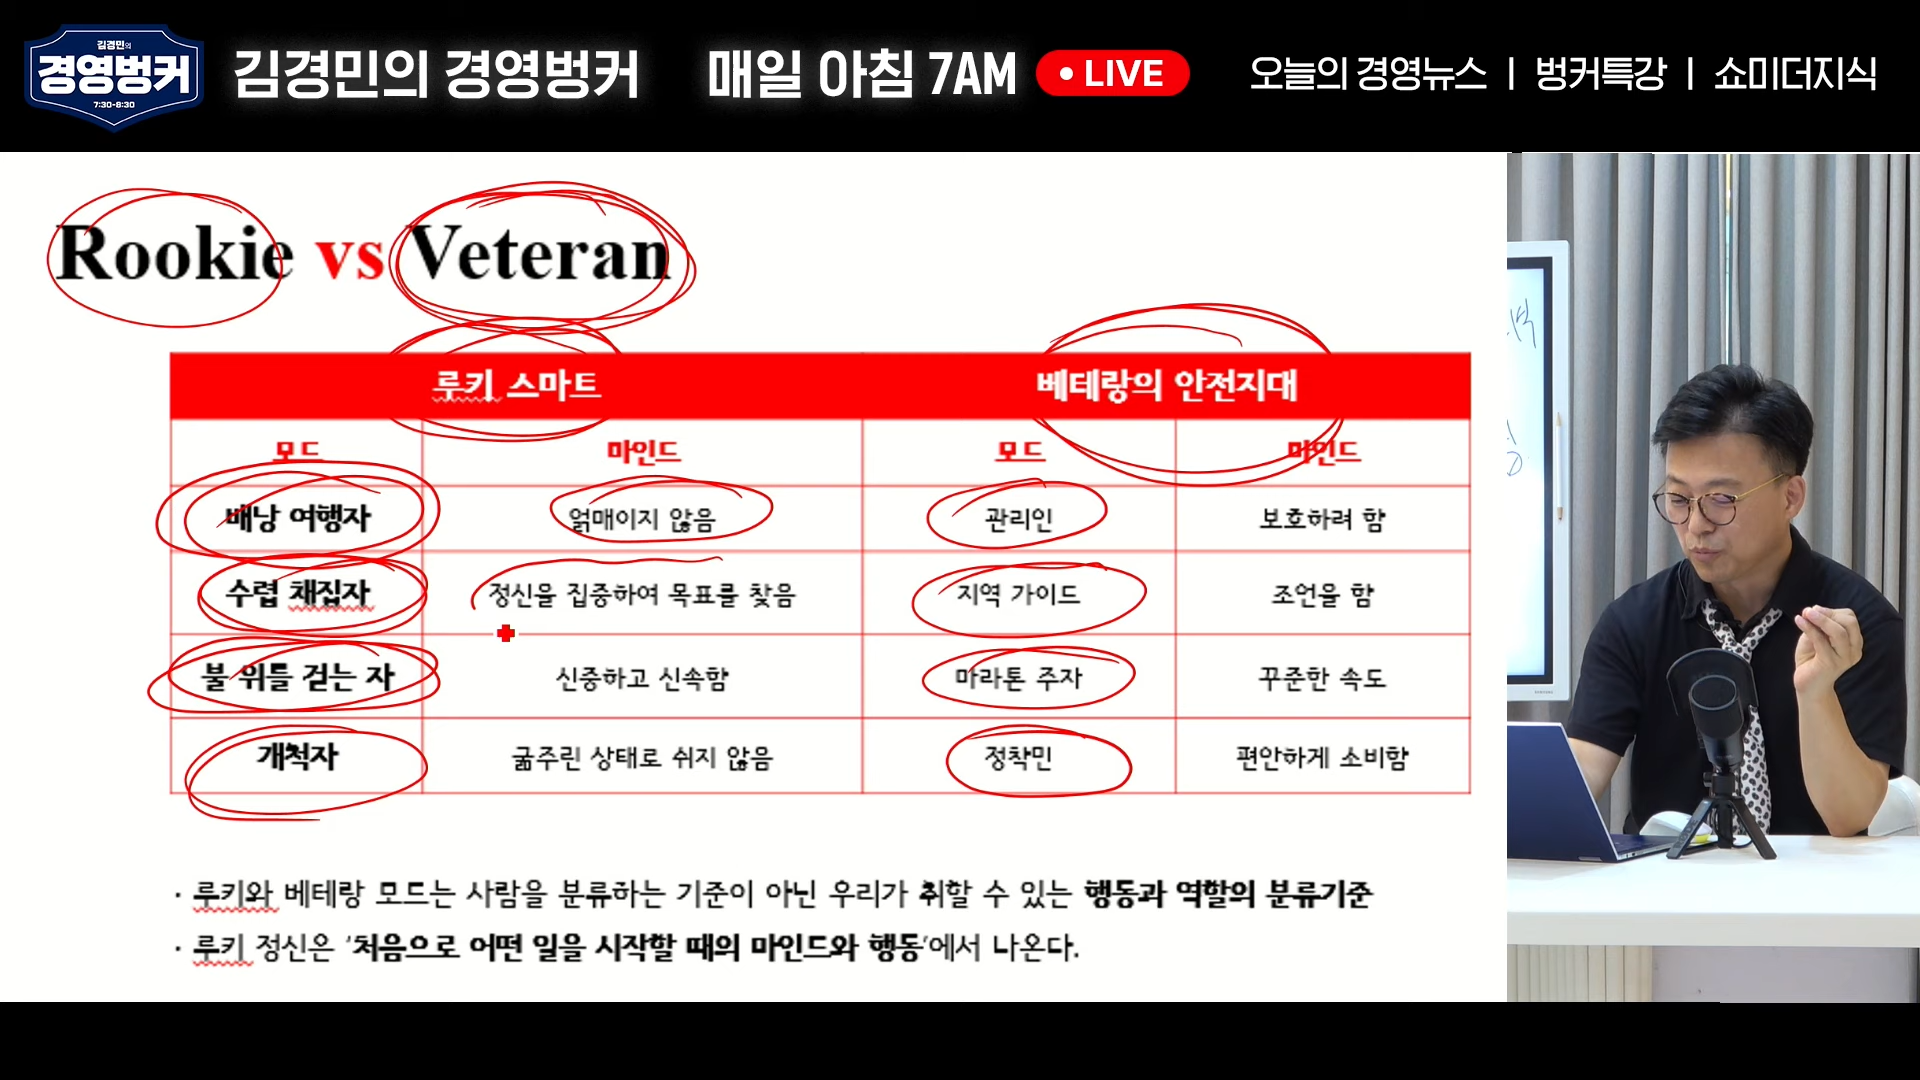 김경민의
경영벙커
7:30-8:30
김경민의 경영벙커 매일 아침 7AM • LIVE 오늘의 경영뉴스 | 벙커특강 | 쇼미더지식
Rookie vs Veteran
루키 스마트 베테랑의 안전지대
모드 마인드 모드 마인드
배낭 여행자 얽매이지 않음 관리인 보호하려 함
수렵 채집자 정신을 집중하여 목표를 찾음 지역 가이드 조언을 함
불 위를 걷는 자 신중하고 신속함 마라톤 주자 꾸준한 속도
개척자 굶주린 상태로 쉬지 않음 정착민 편안하게 소비함
· 루키와 베테랑 모드는 사람을 분류하는 기준이 아닌 우리가 취할 수 있는 행동과 역할의 분류기준
· 루키 정신은 '처음으로 어떤 일을 시작할 때의 마인드와 행동'에서 나온다.